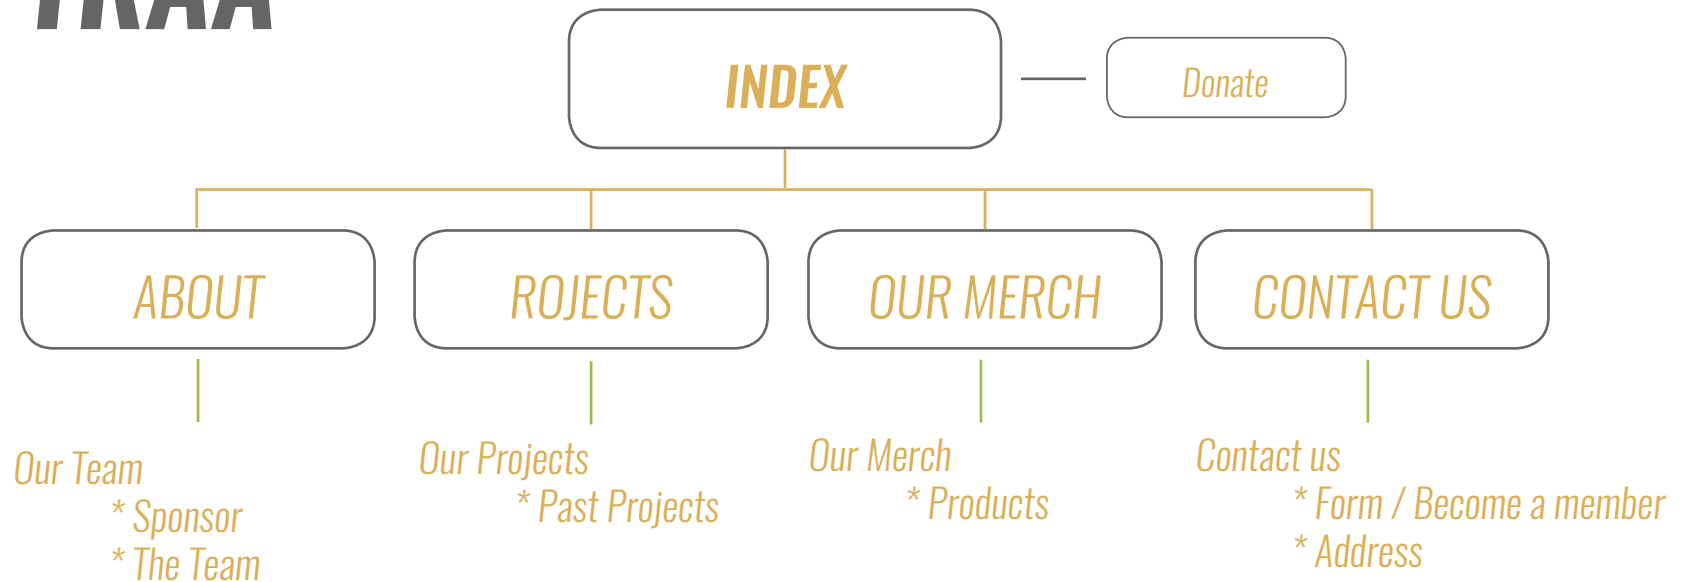 INDEX
Donate
ABOUT
ROJECTS
OUR MERCH
CONTACT US
Our Team
* Sponsor
* The Team
Our Projects
* Past Projects
Our Merch
* Products
Contact us
* Form / Become a member
* Address